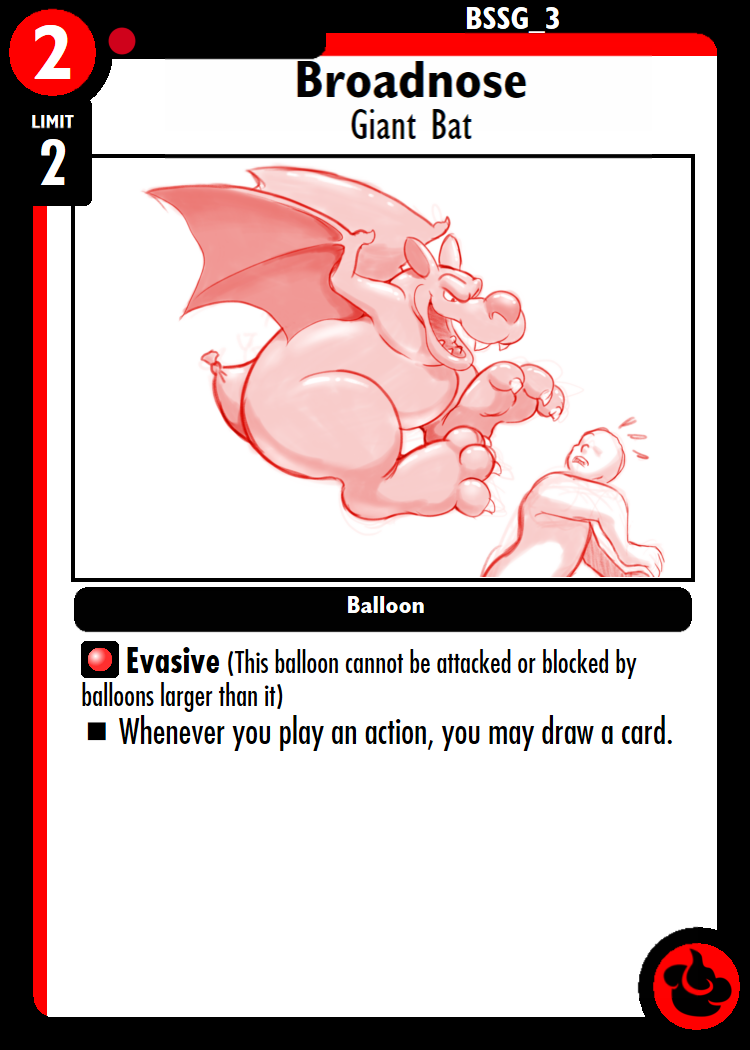 BSSG_3
2
Broadnose
Giant Bat
LIMIT
2
Balloon
Evasive (This balloon cannot be attacked or blocked by
balloons larger than it)
■ Whenever you play an action, you may draw a card.